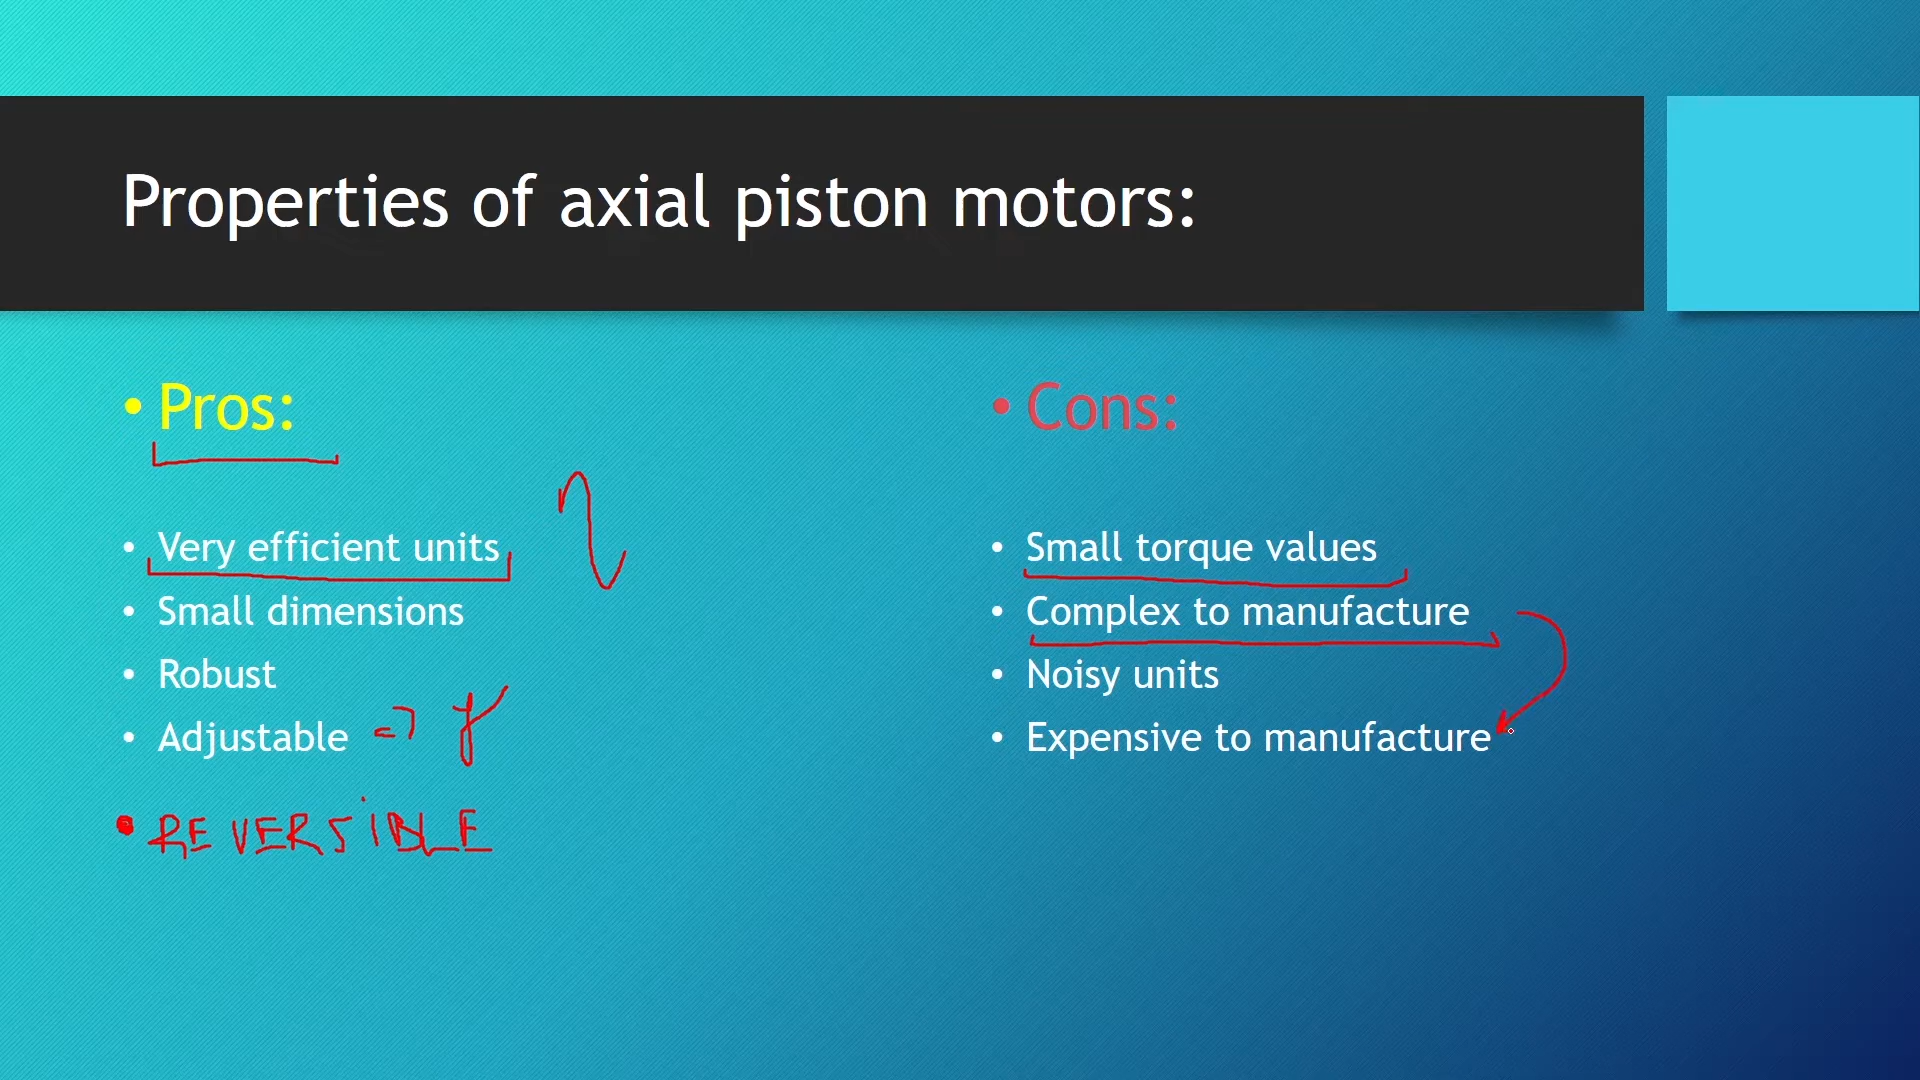 Properties of axial piston motors:
• Pros:
• Very efficient units
• Small dimensions
• Robust
• Adjustable =>
• REVERSiBLE
• Cons:
• Small torque values
• Complex to manufacture
• Noisy units
• Expensive to manufacture